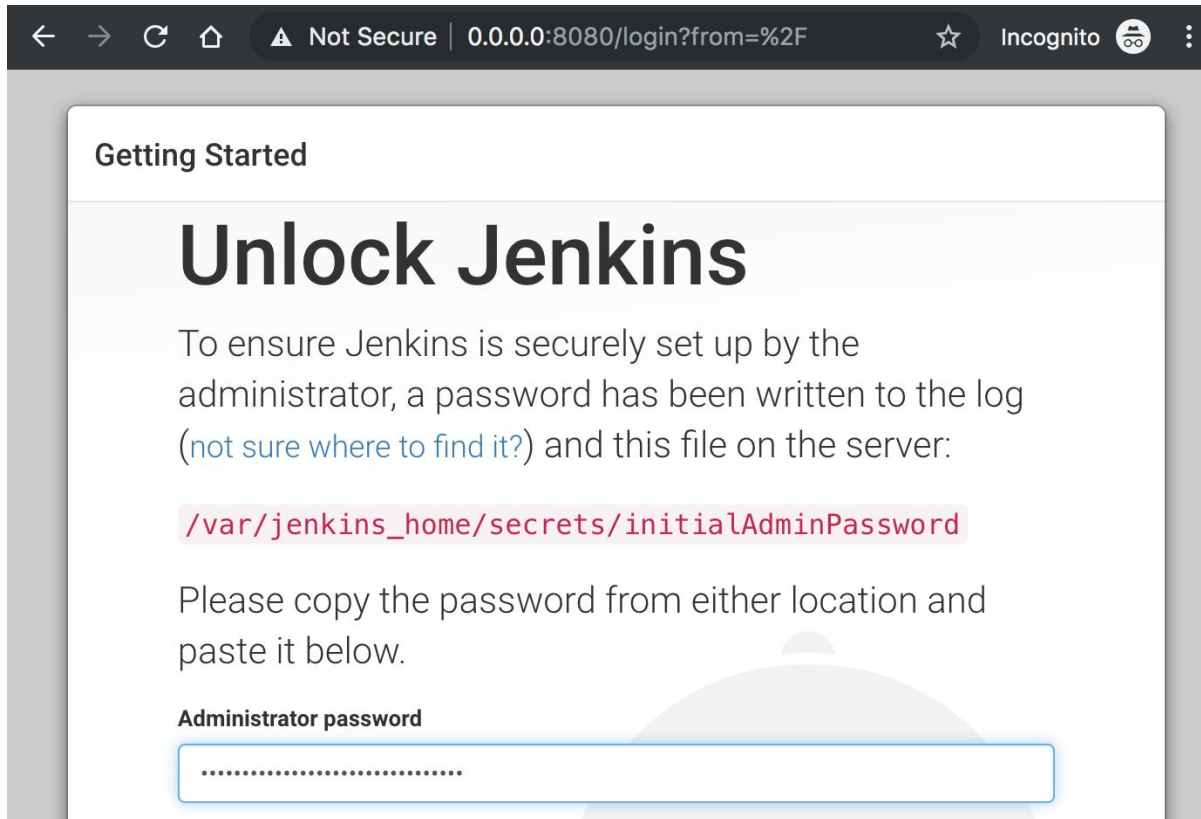 Not Secure | 0.0.0.0:8080/login?from=%2F Incognito
Getting Started
Unlock Jenkins
To ensure Jenkins is securely set up by the
administrator, a password has been written to the log
(not sure where to find it?) and this file on the server:
/var/jenkins_home/secrets/initialAdminPassword
Please copy the password from either location and
paste it below.
Administrator password
••••••••••••••••••••••••••••••••